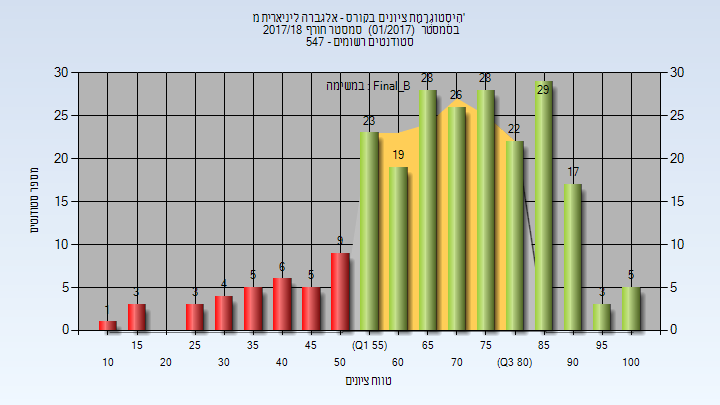 היסטוגרמת ציונים בקורס - אלגברה ליניארית מ'
בסמסטר (01/2017) סמסטר חורף 2017/18
סטודנטים רשומים - 547
במשימה : Final_B
30 30
25 25
20 20
15 15
10 10
5 5
0 0
1 3 3 4 5 6 5 9 23 19 28 26 28 22 29 17 3 5
15 25 35 45 (Q1 55) 65 75 85 95
10 20 30 40 50 60 70 (Q3 80) 90 100
מספר סטודנטים
טווח ציונים